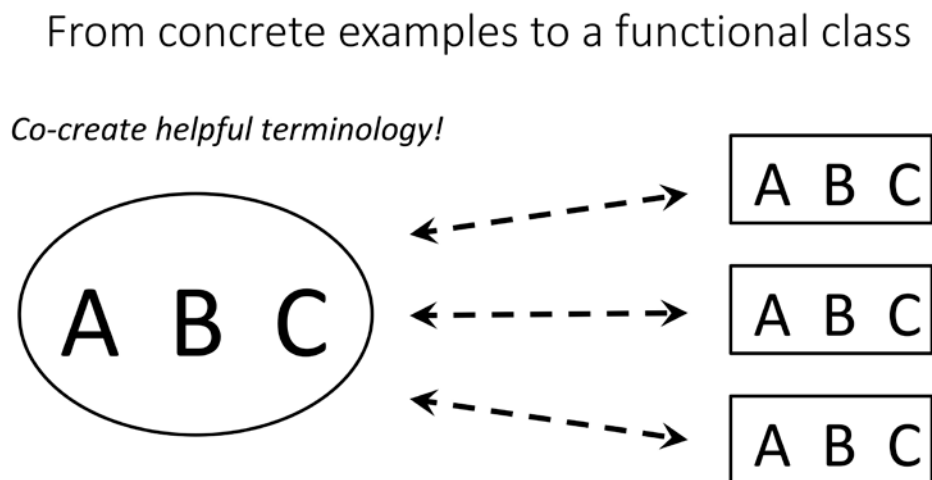 From concrete examples to a functional class
Co-create helpful terminology!
A B C
A B C
A B C
A B C